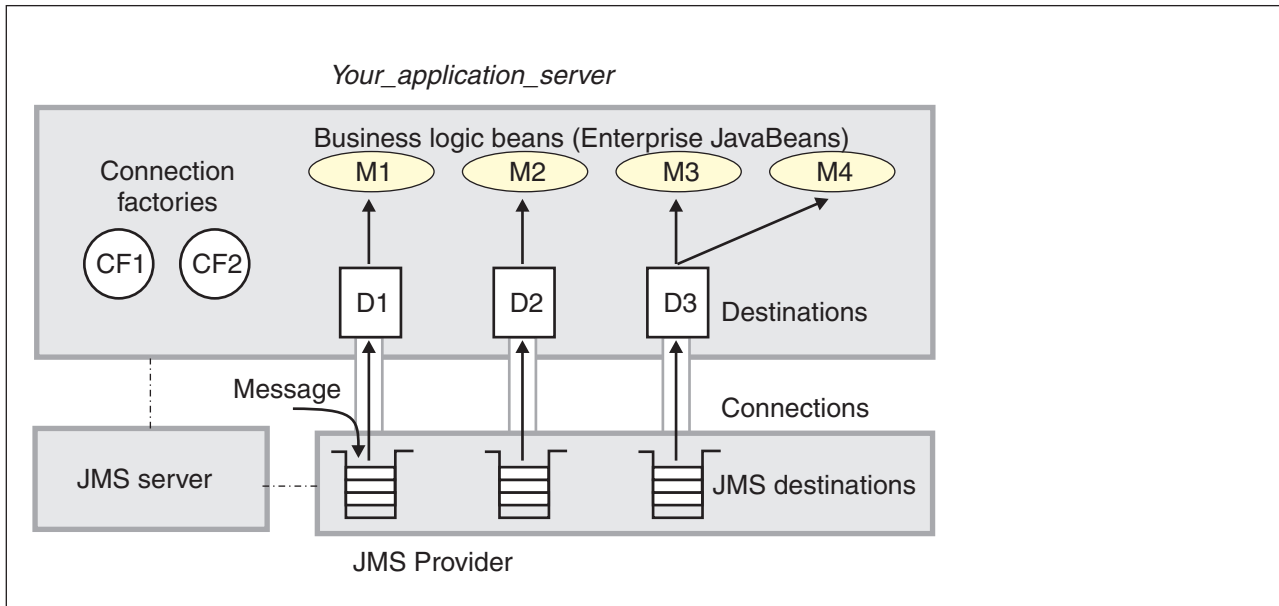 Your_application_server
Business logic beans (Enterprise JavaBeans)
Connection
factories
M1
M2
M3
M4
CF1
CF2
D1
D2
D3
Destinations
Message
Connections
JMS server
JMS destinations
JMS Provider